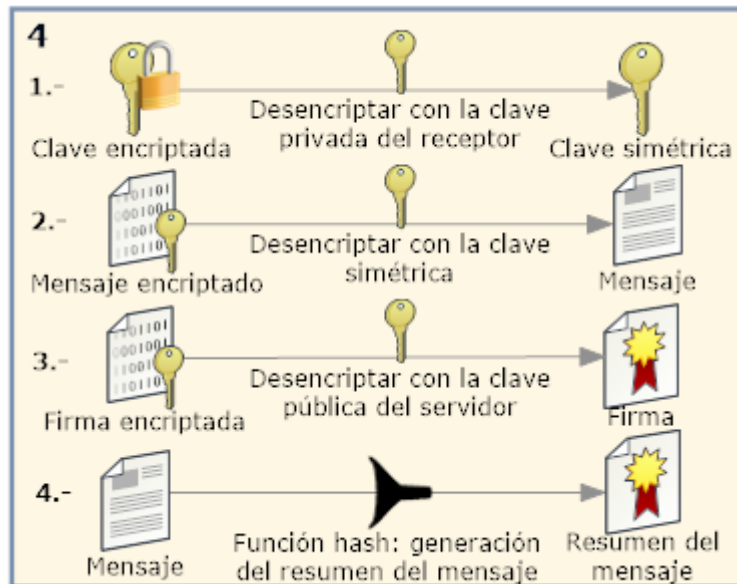 4
1.-
Desencriptar con la clave
privada del receptor
Clave encriptada
Clave simétrica
2.-
Desencriptar con la clave
simétrica
Mensaje encriptado
Mensaje
3.-
Desencriptar con la clave
pública del servidor
Firma encriptada
Firma
4.-
Mensaje
Función hash: generación
del resumen del mensaje
Resumen del
mensaje